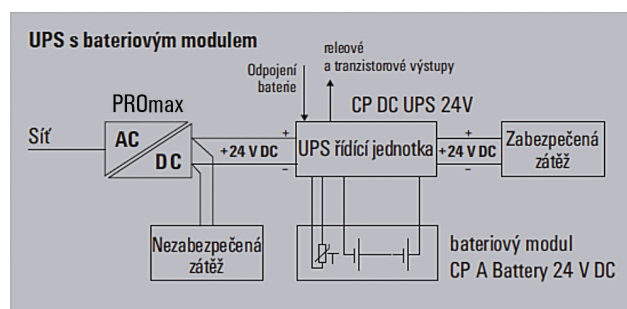 UPS s bateriovým modulem
releové
a tranzistorové výstupy
Odpojení
baterie
PROmax
CP DC UPS 24V
Síť
AC
DC
+
+24 V DC
–
UPS řídící jednotka
+
+24 V DC
–
Zabezpečená
zátěž
Nezabezpečená
zátěž
T
bateriový modul
CP A Battery 24 V DC